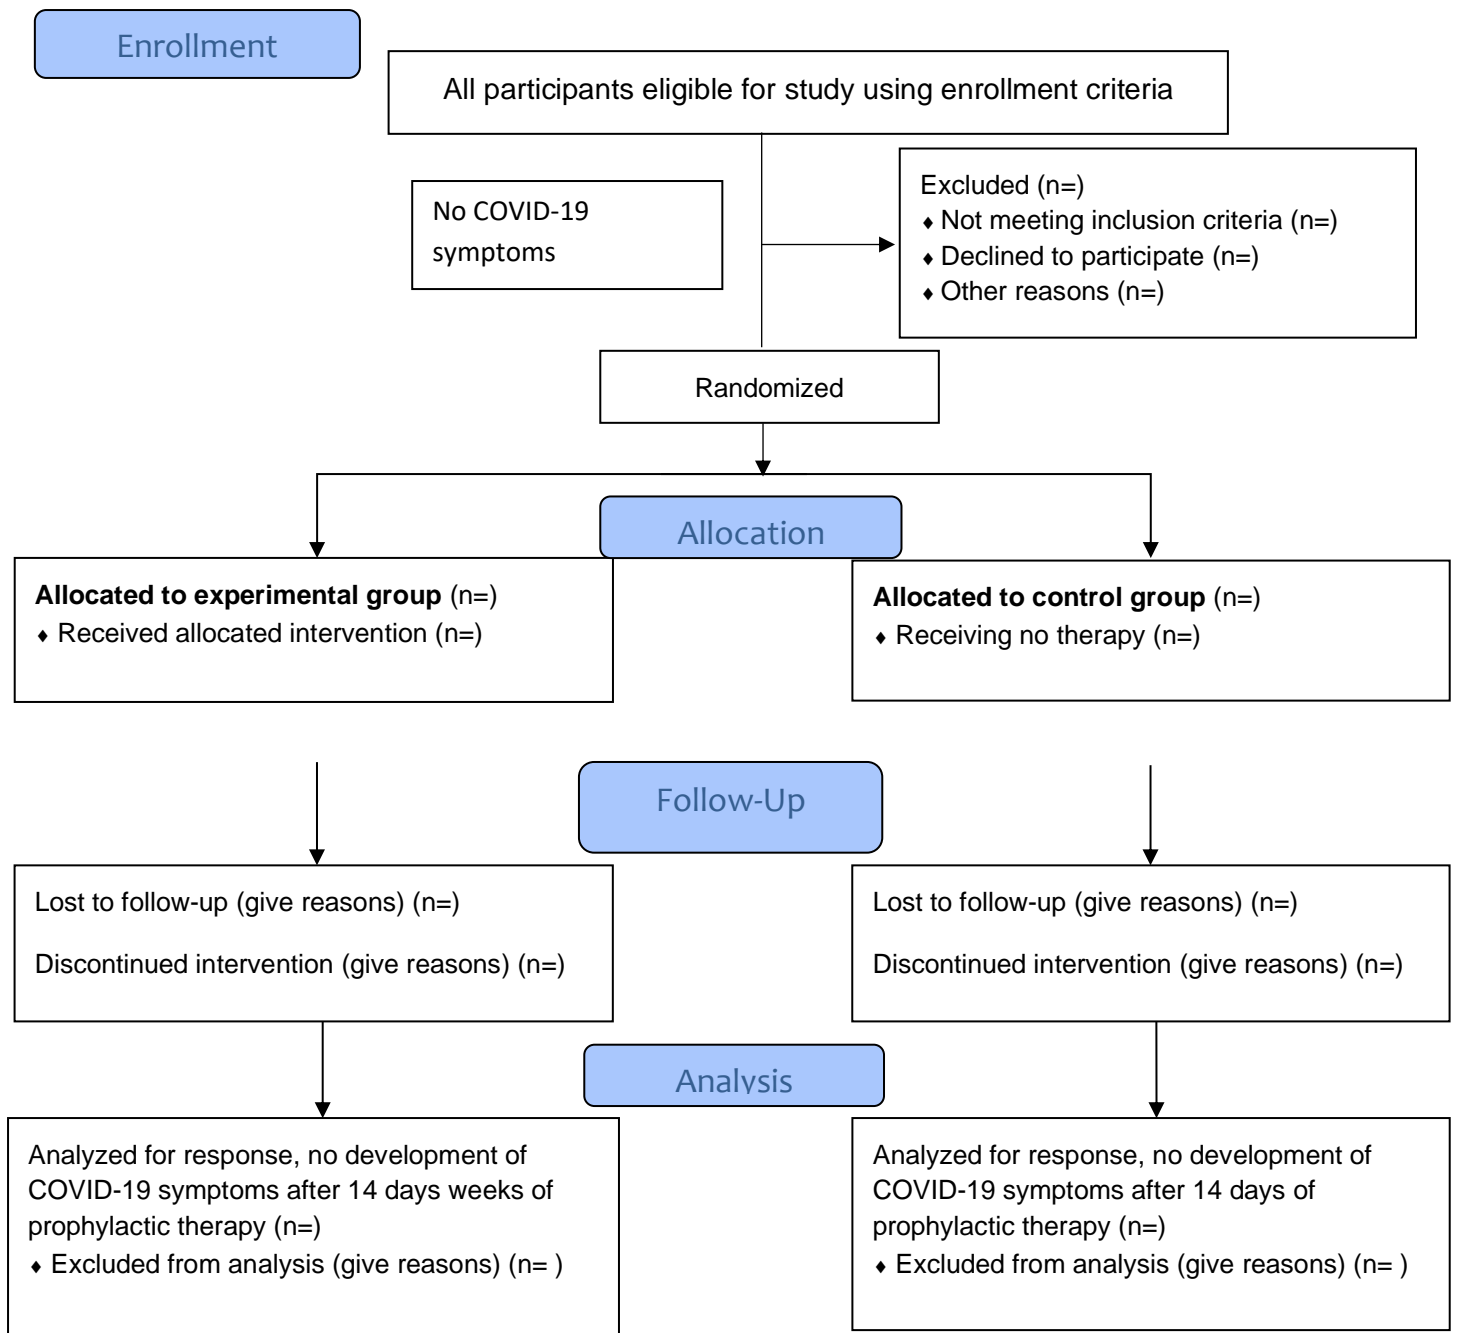 Enrollment
All participants eligible for study using enrollment criteria
No COVID-19
symptoms
Excluded (n=)
♦ Not meeting inclusion criteria (n=)
♦ Declined to participate (n=)
♦ Other reasons (n=)
Randomized
Allocation
Allocated to experimental group (n=)
♦ Received allocated intervention (n=)
Allocated to control group (n=)
♦ Receiving no therapy (n=)
Follow-Up
Lost to follow-up (give reasons) (n=)
Discontinued intervention (give reasons) (n=)
Lost to follow-up (give reasons) (n=)
Discontinued intervention (give reasons) (n=)
Analysis
Analyzed for response, no development of
COVID-19 symptoms after 14 days weeks of
prophylactic therapy (n=)
♦ Excluded from analysis (give reasons) (n= )
Analyzed for response, no development of
COVID-19 symptoms after 14 days of
prophylactic therapy (n=)
♦ Excluded from analysis (give reasons) (n= )